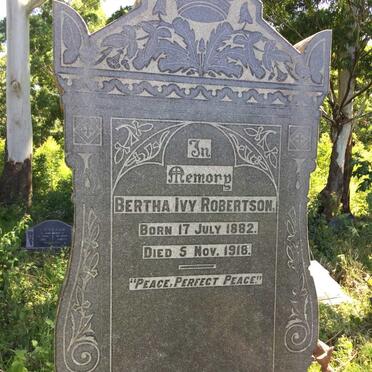 In
Memory
BERTHA IVY ROBERTSON.
BORN 17 JULY 1882.
DIED 5 NOV. 1918.
"PEACE, PERFECT PEACE"